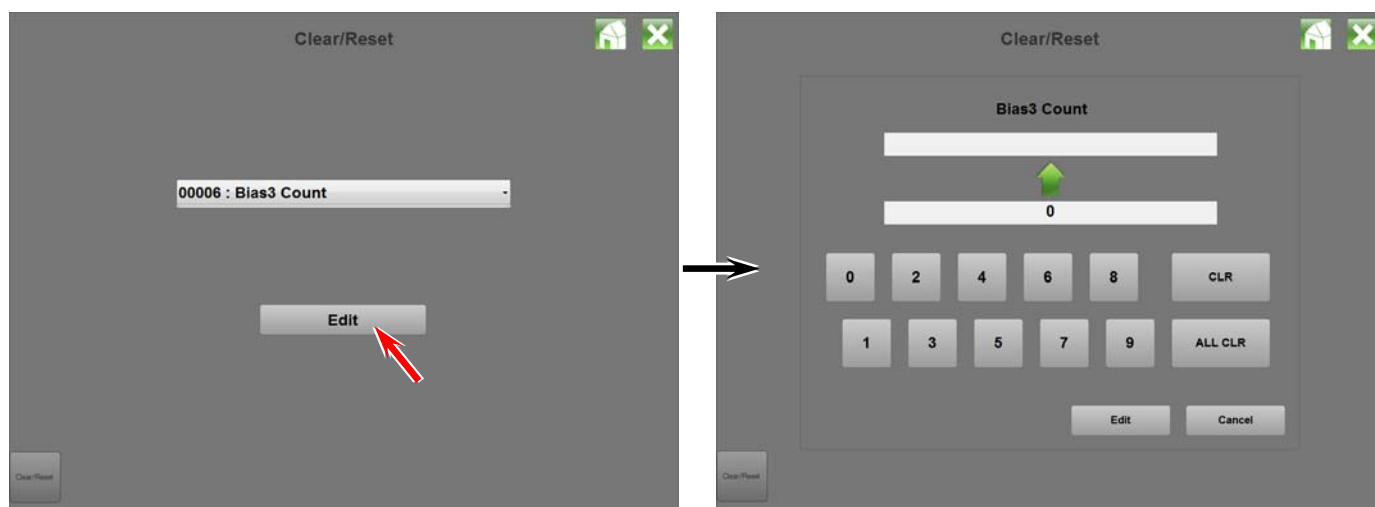 Clear/Reset
00006 : Bias3 Count
Edit
Clear/Reset
Clear/Reset
Bias3 Count
0
0 2 4 6 8 CLR
1 3 5 7 9 ALL CLR
Edit Cancel
Clear/Reset